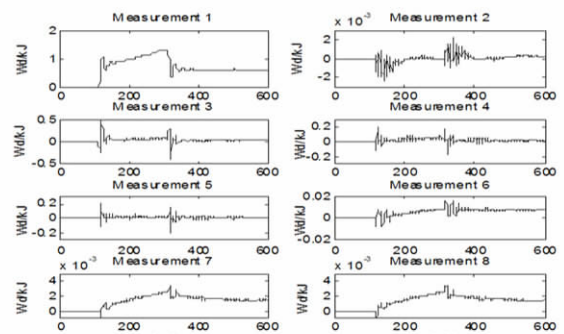 Measurement 1
Wd/kJ
2
1
0
0 200 400 600
Measurement 2
x 10⁻³
Wd/kJ
2
0
-2
0 200 400 600
Measurement 3
Wd/kJ
0.5
0
-0.5
0 200 400 600
Measurement 4
Wd/kJ
0.2
0
-0.2
0 200 400 600
Measurement 5
Wd/kJ
0.2
0
-0.2
0 200 400 600
Measurement 6
Wd/kJ
0.02
0
-0.02
0 200 400 600
Measurement 7
x 10⁻³
Wd/kJ
4
2
0
0 200 400 600
Measurement 8
x 10⁻³
Wd/kJ
4
2
0
0 200 400 600